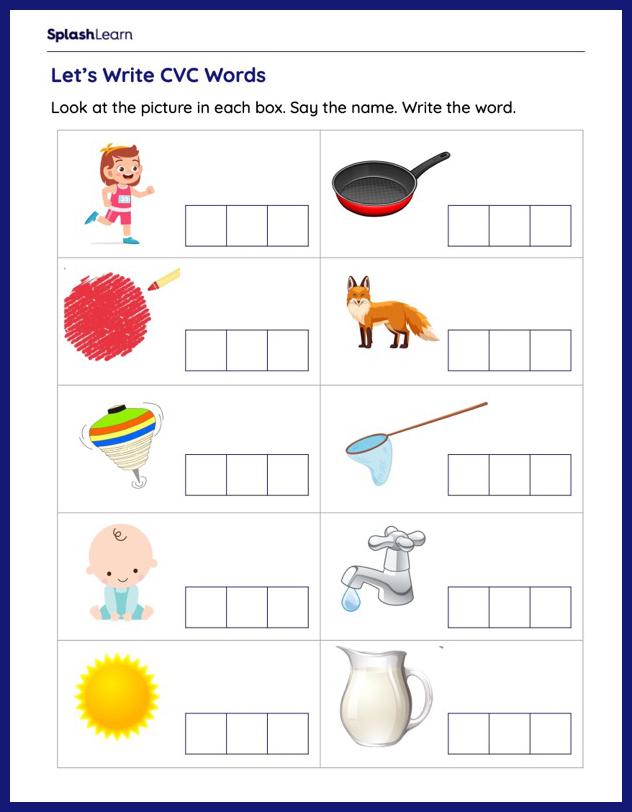 SplashLearn
Let's Write CVC Words
Look at the picture in each box. Say the name. Write the word.